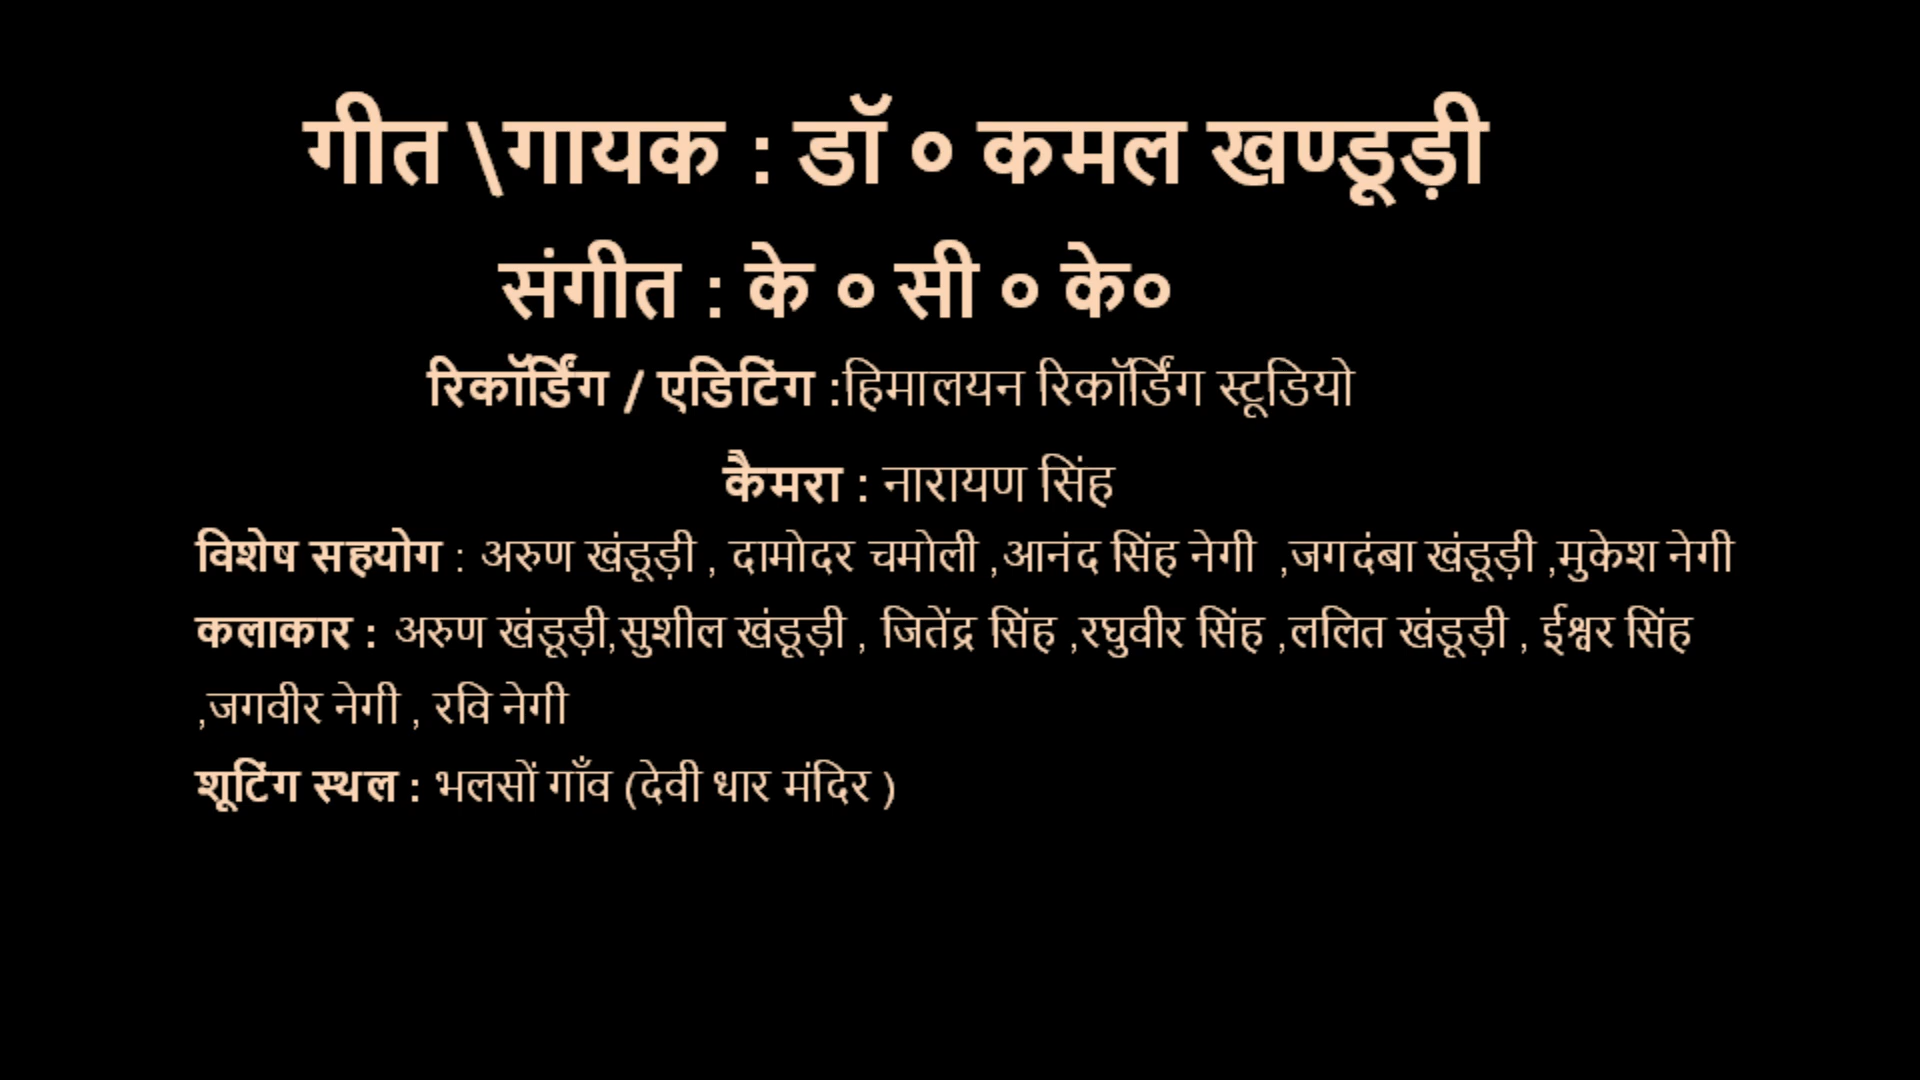 गीत \गायक : डॉ ० कमल खण्डूड़ी
संगीत : के ० सी ० के०
रिकॉर्डिंग / एडिटिंग :हिमालयन रिकॉर्डिंग स्टूडियो
कैमरा : नारायण सिंह
विशेष सहयोग : अरुण खंडूड़ी , दामोदर चमोली ,आनंद सिंह नेगी ,जगदंबा खंडूड़ी ,मुकेश नेगी
कलाकार : अरुण खंडूड़ी,सुशील खंडूड़ी , जितेंद्र सिंह ,रघुवीर सिंह ,ललित खंडूड़ी , ईश्वर सिंह
,जगवीर नेगी , रवि नेगी
शूटिंग स्थल : भलसों गाँव (देवी धार मंदिर )